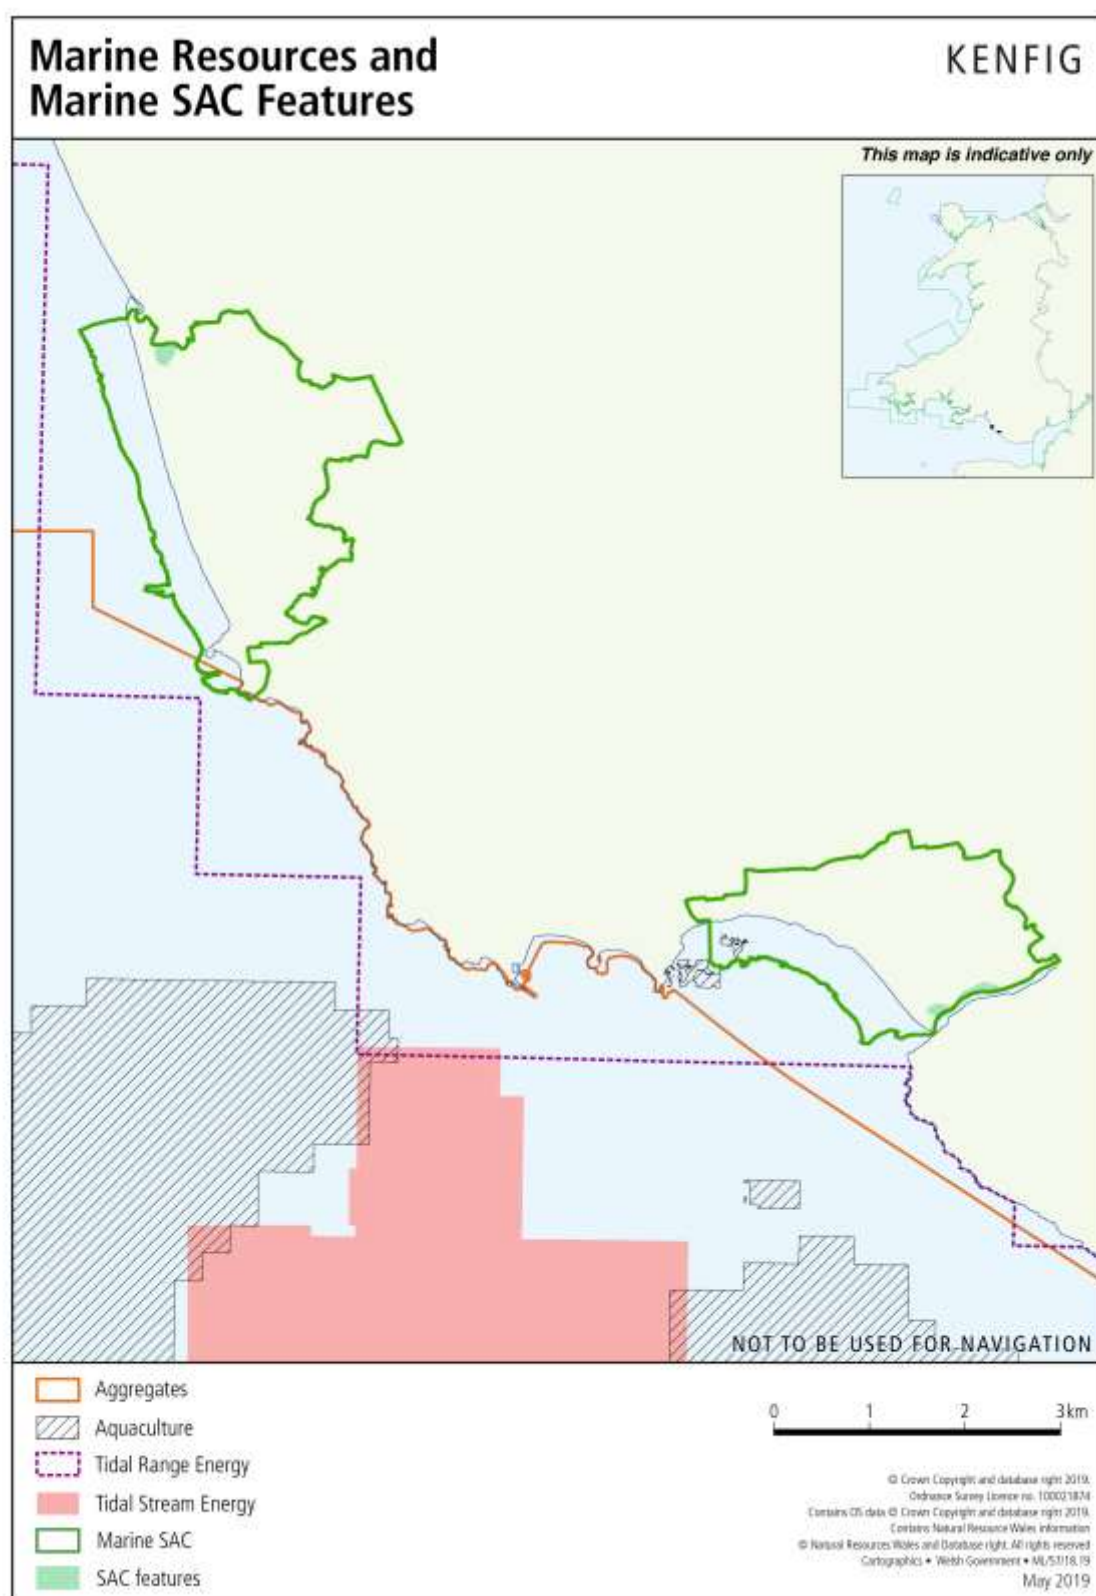 Marine Resources and
Marine SAC Features
KENFIG
This map is indicative only
NOT TO BE USED FOR NAVIGATION
Aggregates
Aquaculture
Tidal Range Energy
Tidal Stream Energy
Marine SAC
SAC features
0 1 2 3km
© Crown Copyright and database right 2019.
Ordnance Survey Licence no. 100021874
Contains OS data © Crown Copyright and database right 2019.
Contains Natural Resource Wales information
© Natural Resources Wales and Database right. All rights reserved
Cartographics • Welsh Government • ML/57/18.19
May 2019